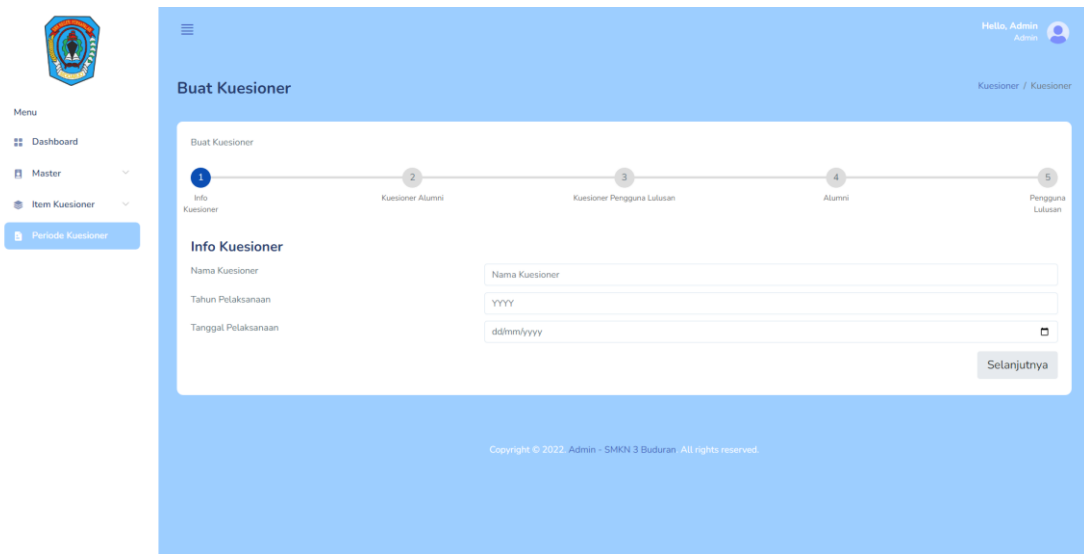 Hello, Admin
Admin
Buat Kuesioner
Kuesioner / Kuesioner
Menu
Dashboard
Master
Item Kuesioner
Periode Kuesioner
Buat Kuesioner
1
2
3
4
5
Info
Kuesioner
Kuesioner Alumni
Kuesioner Pengguna Lulusan
Alumni
Pengguna
Lulusan
Info Kuesioner
Nama Kuesioner
Nama Kuesioner
Tahun Pelaksanaan
YYYY
Tanggal Pelaksanaan
dd/mm/yyyy
Selanjutnya
Copyright © 2022. Admin - SMKN 3 Buduran. All rights reserved.